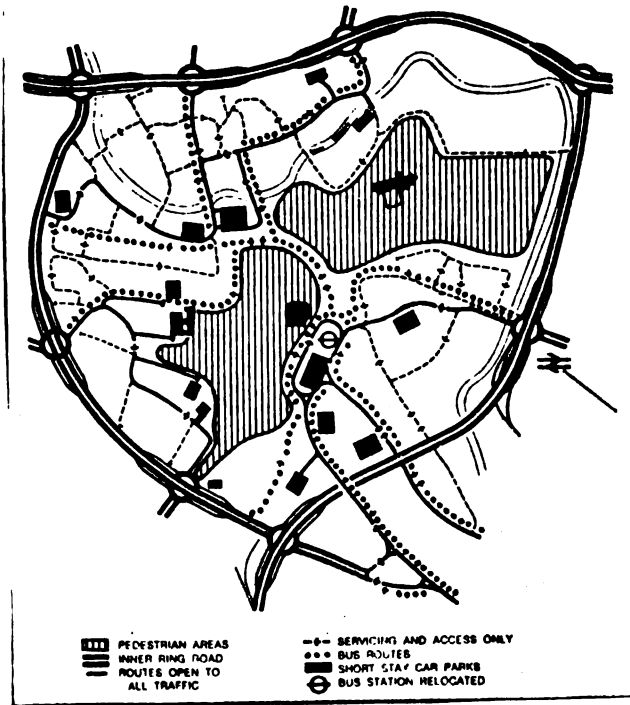 PEDESTRIAN AREAS
INNER RING ROAD
ROUTES OPEN TO
ALL TRAFFIC
SERVICING AND ACCESS ONLY
BUS ROUTES
SHORT STAY CAR PARKS
BUS STATION RELOCATED